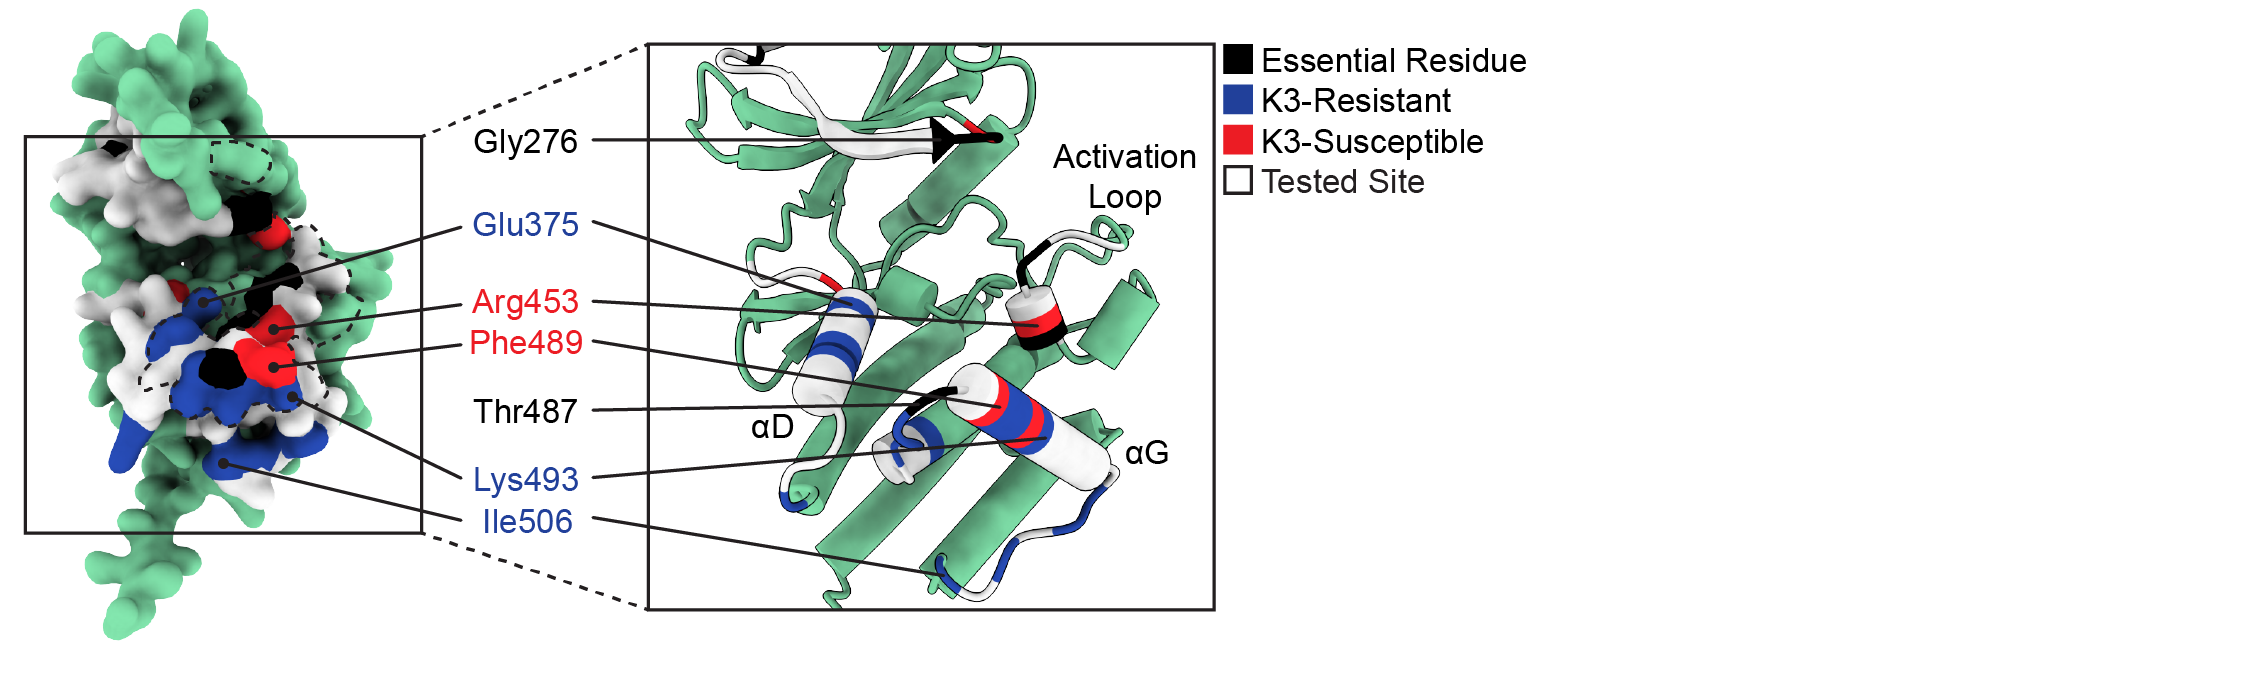 Gly276
Glu375
Arg453
Phe489
Thr487
Lys493
Ile506
Activation
Loop
αD
αG
Essential Residue
K3-Resistant
K3-Susceptible
Tested Site